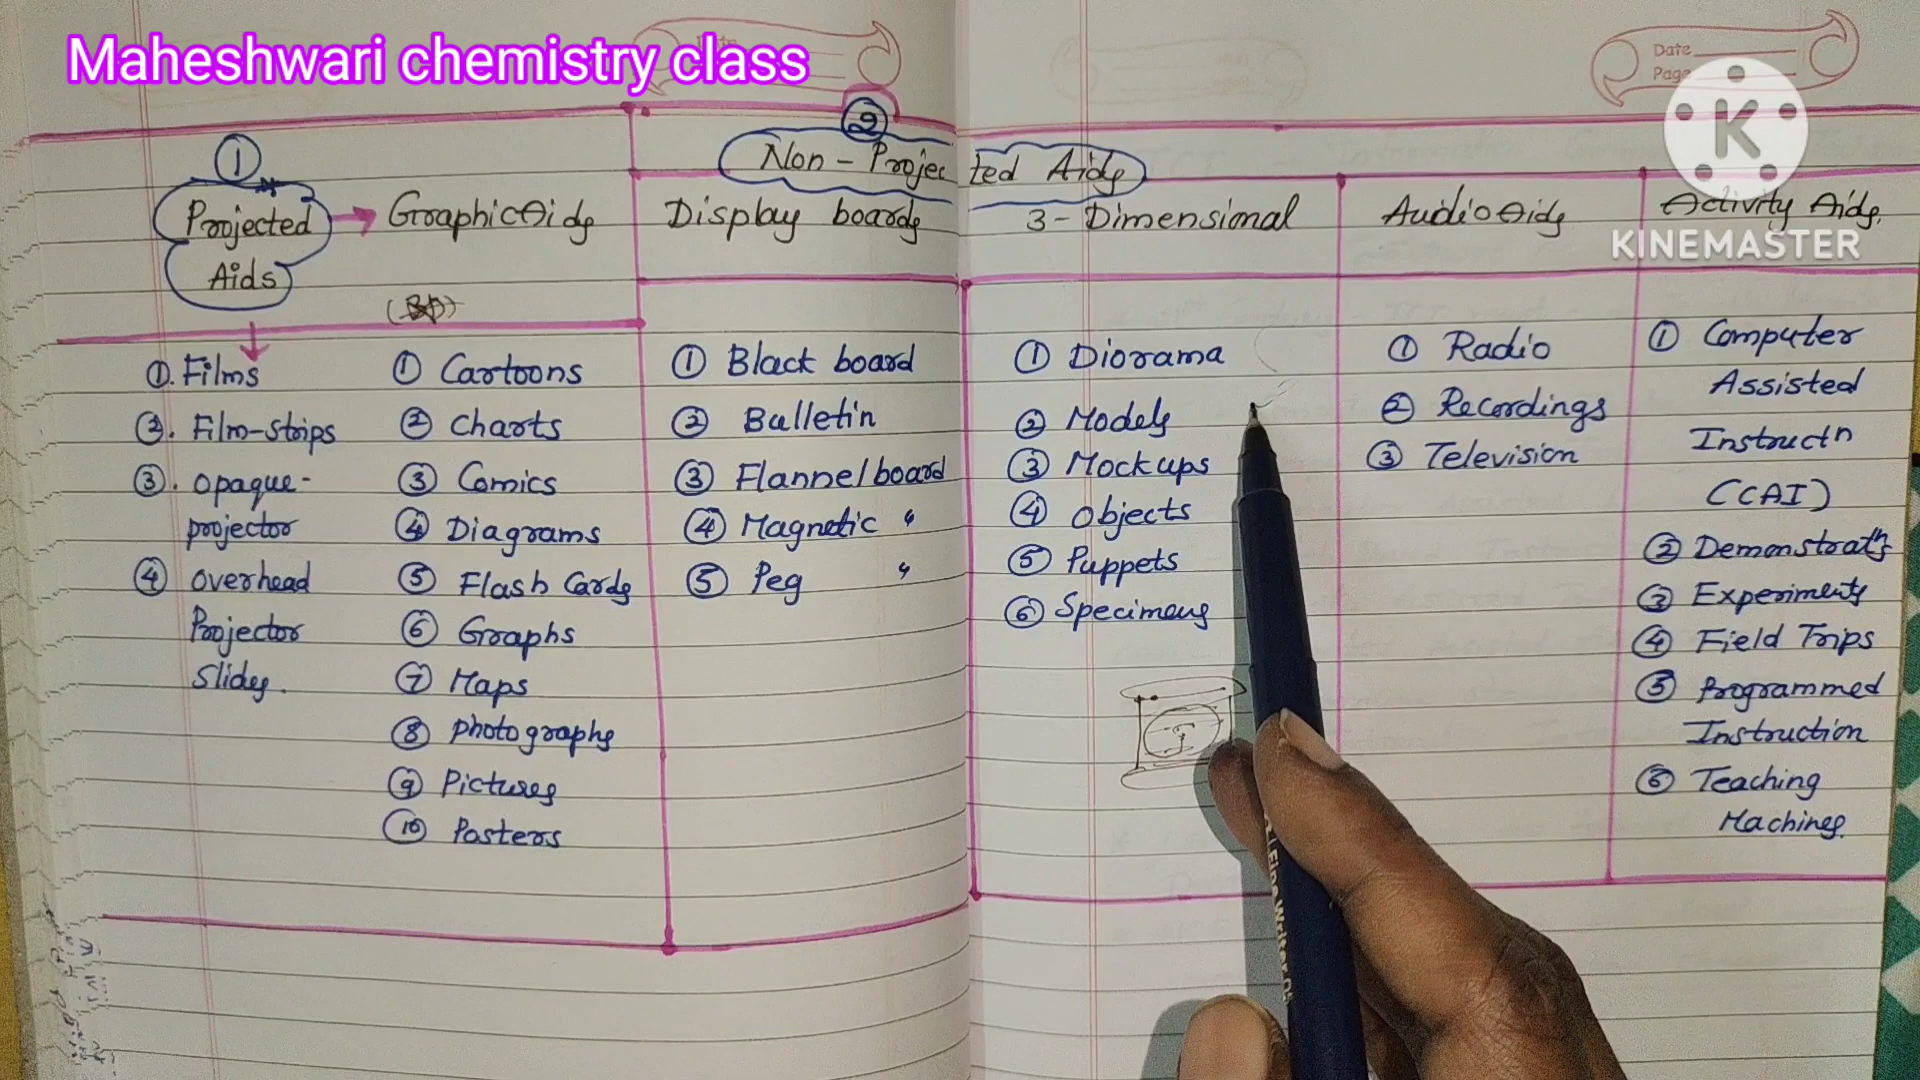 Maheshwari chemistry class
Date
Page
KINEMASTER
①
Projected
Aids
②
Non - Projected Aids
Graphic Aids
Display boards
3 - Dimensional
Audio Aids
Activity Aids.
①. Films
②. Film-strips
③. opaque-
projector
④ overhead
Projector
Slides.
① Cartoons
② Charts
③ Comics
④ Diagrams
⑤ Flash Cards
⑥ Graphs
⑦ Maps
⑧ Photographs
⑨ Pictures
⑩ Posters
① Black board
② Bulletin
③ Flannel board
④ Magnetic "
⑤ Peg "
① Diorama
② Models
③ Mockups
④ Objects
⑤ Puppets
⑥ Specimens
① Radio
② Recordings
③ Television
① Computer
Assisted
Instructn
(CAI)
② Demonstratns
③ Experiments
④ Field Trips
⑤ Programmed
Instruction
⑥ Teaching
Machines.